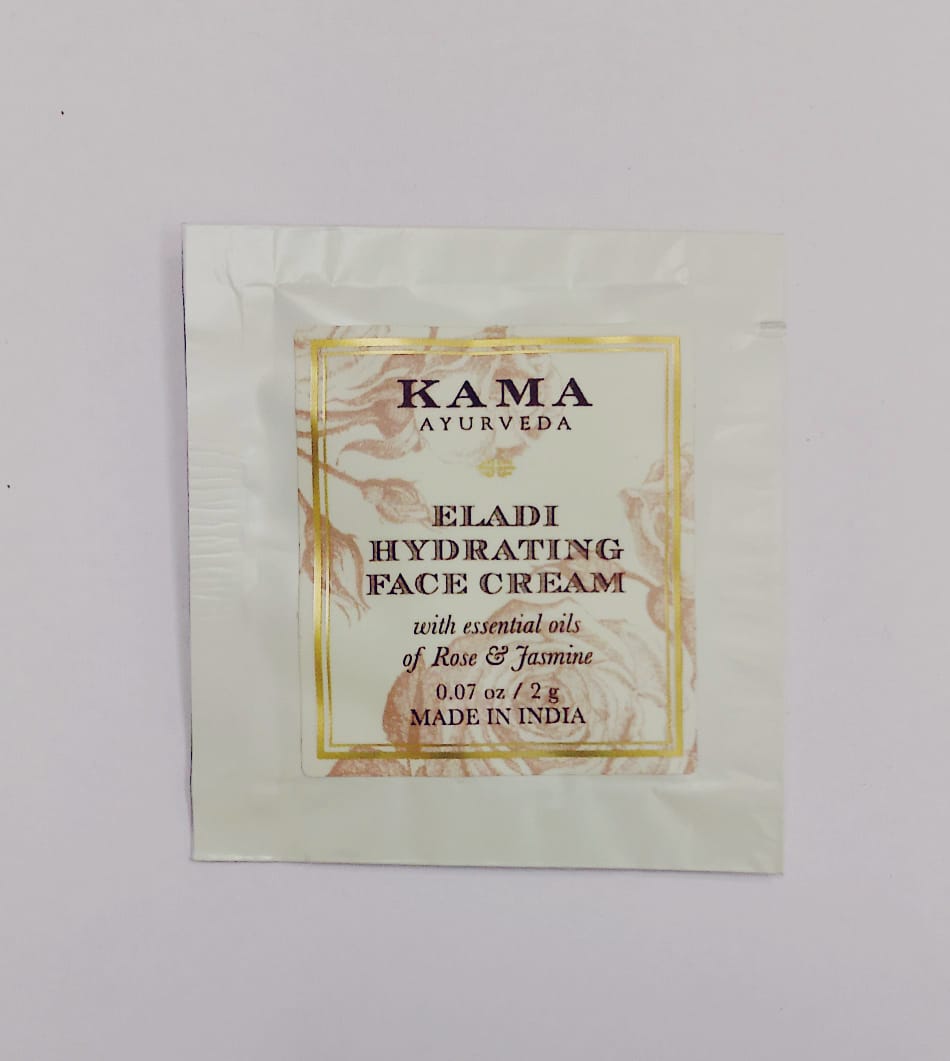 KAMA
AYURVEDA
ELADI
HYDRATING
FACE CREAM
with essential oils
of Rose & Jasmine
0.07 oz / 2 g
MADE IN INDIA